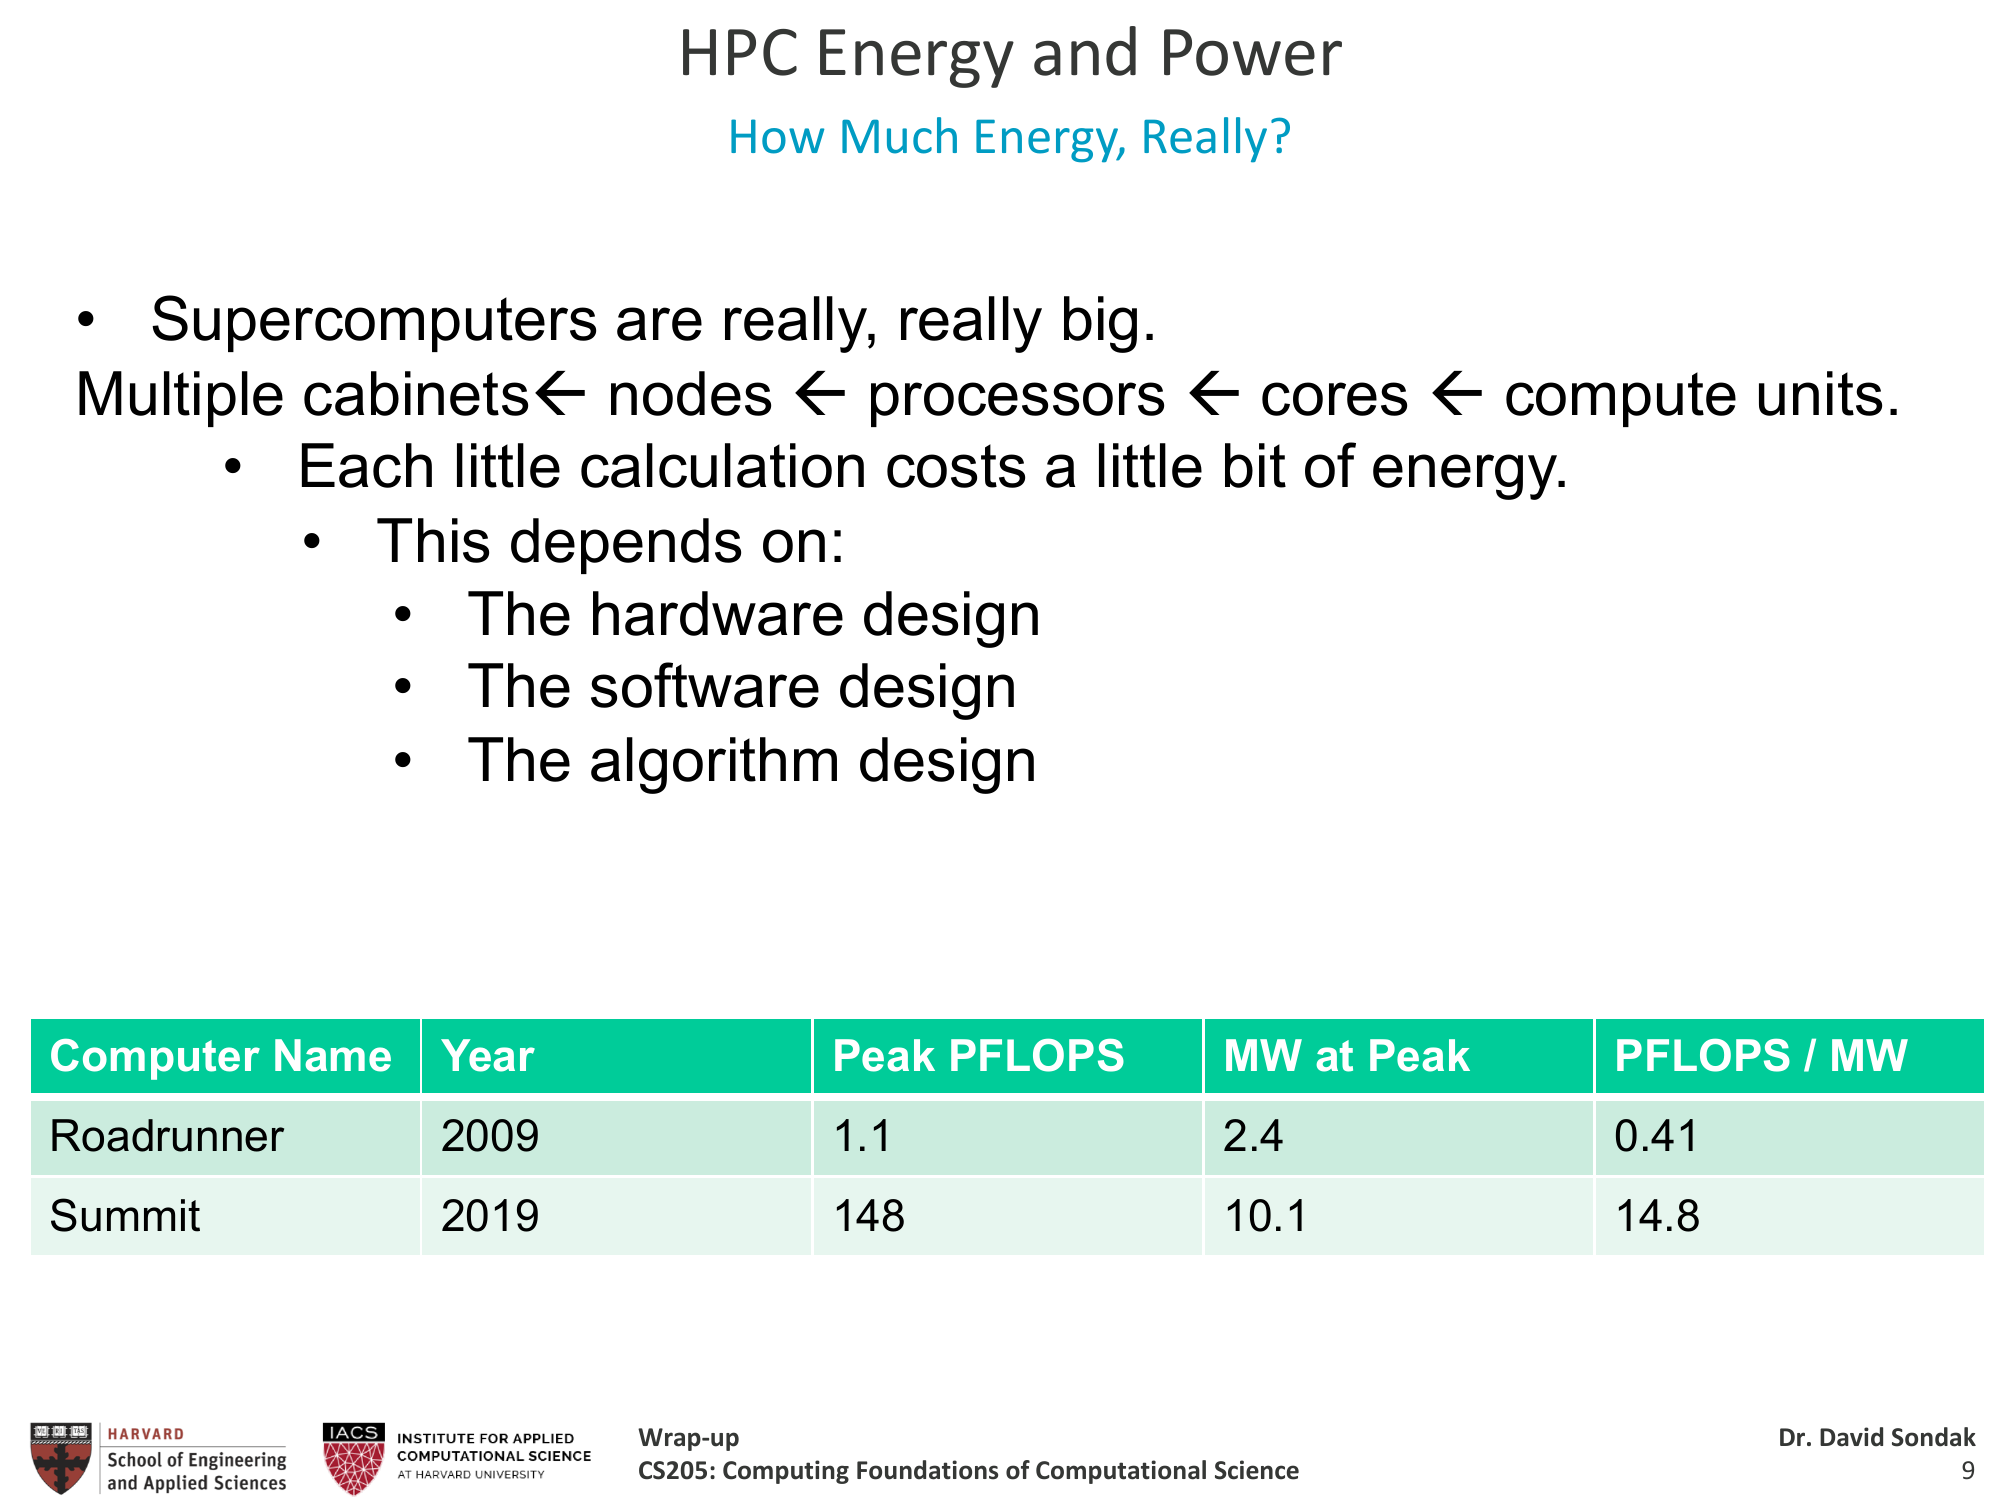 HPC Energy and Power
How Much Energy, Really?
• Supercomputers are really, really big.
Multiple cabinets← nodes ← processors ← cores ← compute units.
• Each little calculation costs a little bit of energy.
• This depends on:
• The hardware design
• The software design
• The algorithm design
Computer Name Year Peak PFLOPS MW at Peak PFLOPS / MW
Roadrunner 2009 1.1 2.4 0.41
Summit 2019 148 10.1 14.8
HARVARD
School of Engineering
and Applied Sciences
IACS
INSTITUTE FOR APPLIED
COMPUTATIONAL SCIENCE
AT HARVARD UNIVERSITY
Wrap-up
CS205: Computing Foundations of Computational Science
Dr. David Sondak
9